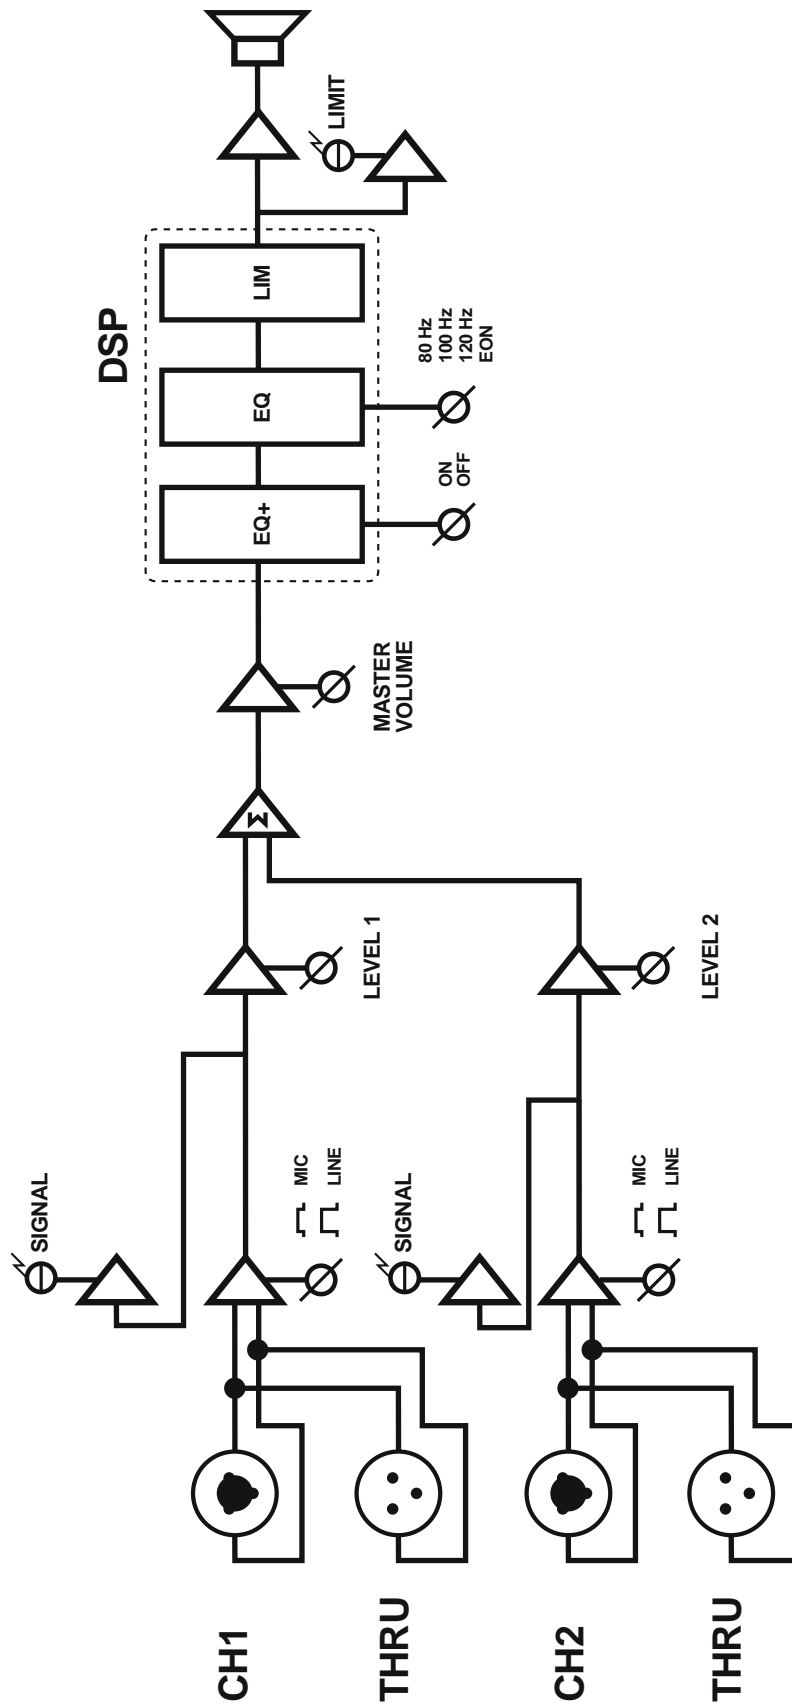 CH1
THRU
CH2
THRU
SIGNAL
MIC
LINE
SIGNAL
MIC
LINE
LEVEL 1
LEVEL 2
Σ
MASTER
VOLUME
DSP
EQ+
EQ
LIM
ON
OFF
80 Hz
100 Hz
120 Hz
EON
LIMIT